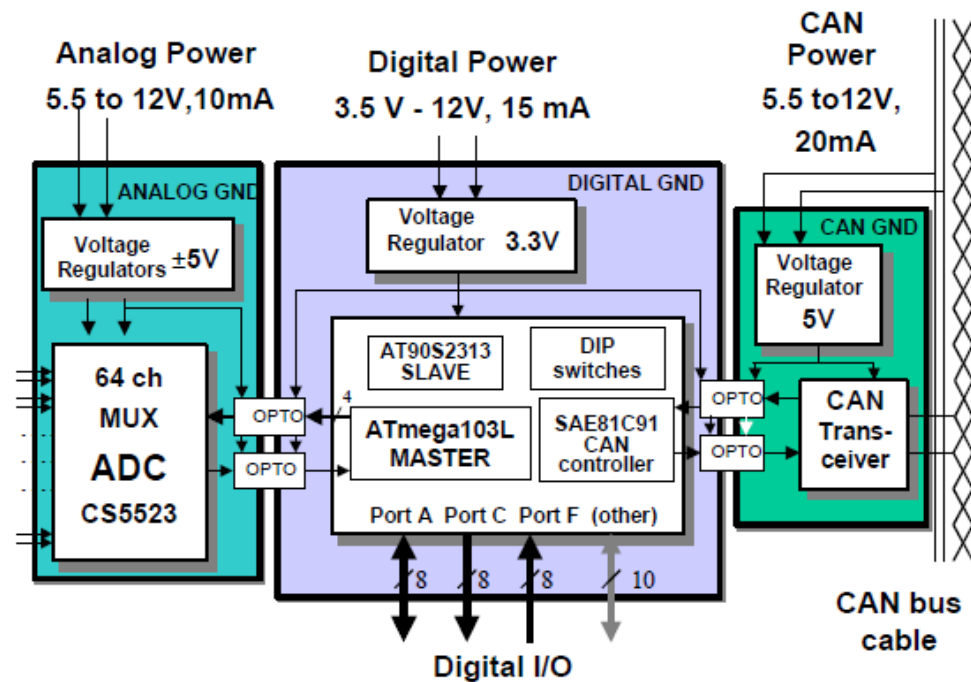 Analog Power
5.5 to 12V,10mA
Digital Power
3.5 V - 12V, 15 mA
CAN
Power
5.5 to12V,
20mA
ANALOG GND
Voltage
Regulators ±5V
64 ch
MUX
ADC
CS5523
OPTO
OPTO
DIGITAL GND
Voltage
Regulator 3.3V
AT90S2313
SLAVE
DIP
switches
4
ATmega103L
MASTER
SAE81C91
CAN
controller
Port A Port C Port F (other)
8 8 8 10
Digital I/O
OPTO
OPTO
CAN GND
Voltage
Regulator
5V
CAN
Trans-
ceiver
CAN bus
cable